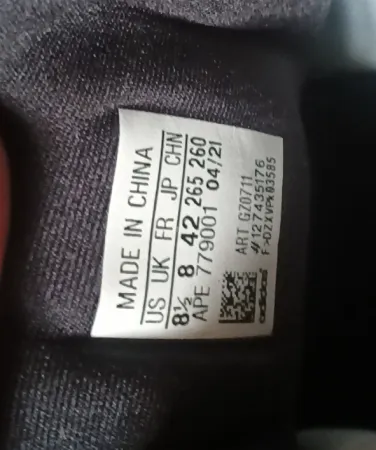 MADE IN CHINA
US UK FR JP CHN
8½ 8 42 265 260
APE 779001 04/21
ART GZ0711
#127435176
F>OZXVPk03585
adidas